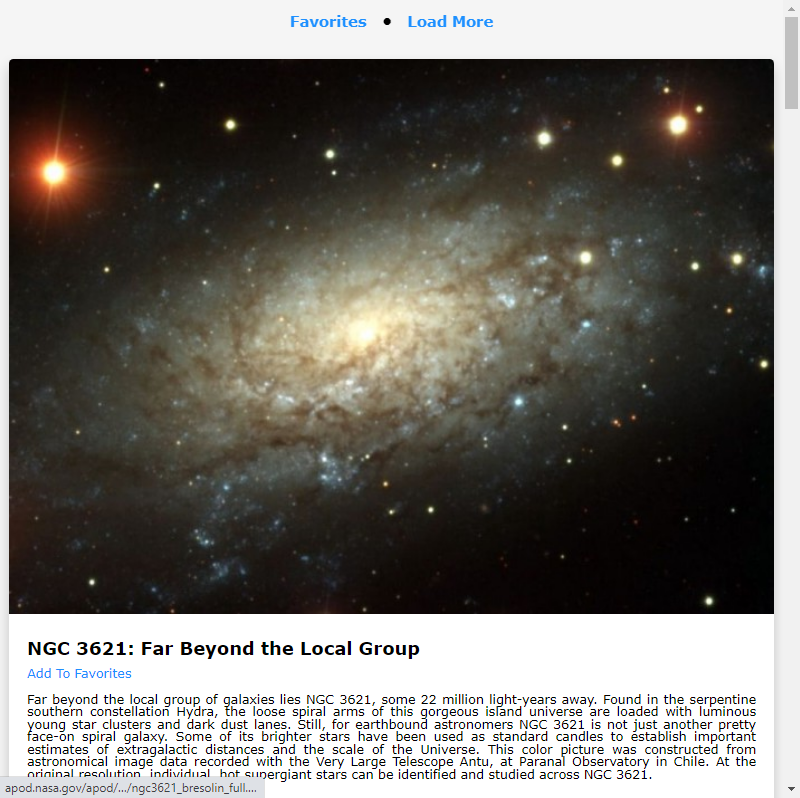 Favorites • Load More
NGC 3621: Far Beyond the Local Group
Add To Favorites
Far beyond the local group of galaxies lies NGC 3621, some 22 million light-years away. Found in the serpentine
southern constellation Hydra, the loose spiral arms of this gorgeous island universe are loaded with luminous
young star clusters and dark dust lanes. Still, for earthbound astronomers NGC 3621 is not just another pretty
face-on spiral galaxy. Some of its brighter stars have been used as standard candles to establish important
estimates of extragalactic distances and the scale of the Universe. This color picture was constructed from
astronomical image data recorded with the Very Large Telescope Antu, at Paranal Observatory in Chile. At the
original resolution, individual, hot supergiant stars can be identified and studied across NGC 3621.
apod.nasa.gov/apod/.../ngc3621_bresolin_full....